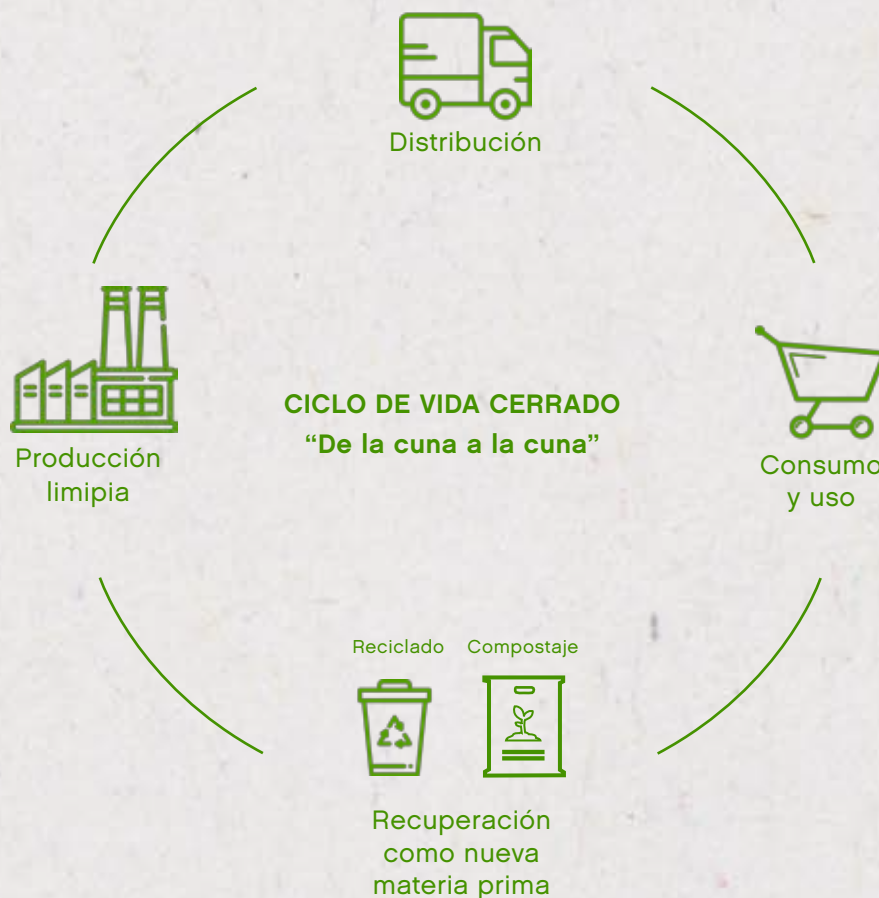 Distribución
CICLO DE VIDA CERRADO
“De la cuna a la cuna”
Producción
limipia
Consumo
y uso
Reciclado
Compostaje
Recuperación
como nueva
materia prima